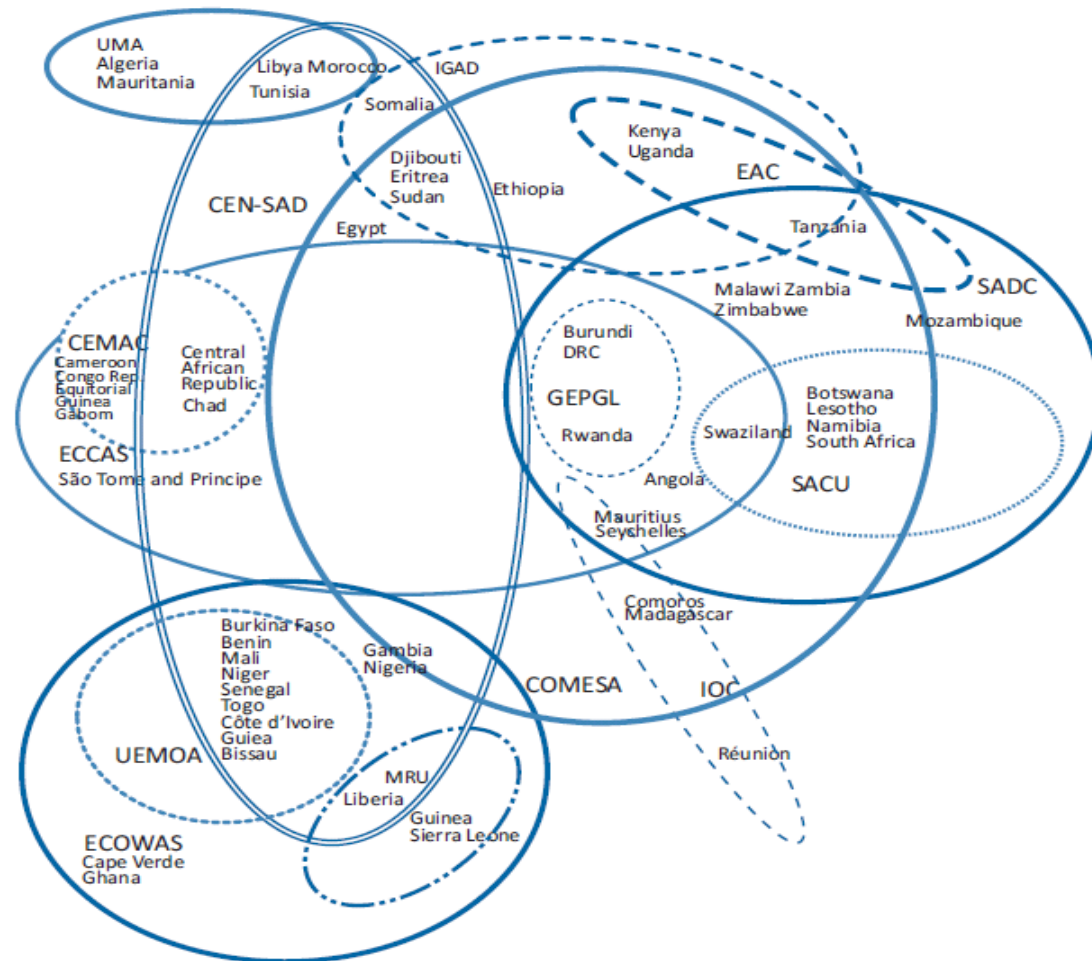 UMA
Algeria
Mauritania
Libya Morocco
Tunisia
IGAD
Somalia
Djibouti
Eritrea
Sudan
Ethiopia
Kenya
Uganda
EAC
Tanzania
CEN-SAD
Egypt
SADC
Malawi Zambia
Zimbabwe
Mozambique
CEMAC
Cameroon
Congo Rep.
Equitorial
Guinea
Gabom
Central
African
Republic
Chad
ECCAS
São Tome and Principe
Burundi
DRC
GEPGL
Rwanda
Swaziland
Botswana
Lesotho
Namibia
South Africa
SACU
Angola
Mauritius
Seychelles
Comoros
Madagascar
COMESA
IOC
Réunion
Burkina Faso
Benin
Mali
Niger
Senegal
Togo
Côte d’Ivoire
Guiea
Bissau
UEMOA
Gambia
Nigeria
MRU
Liberia
Guinea
Sierra Leone
ECOWAS
Cape Verde
Ghana